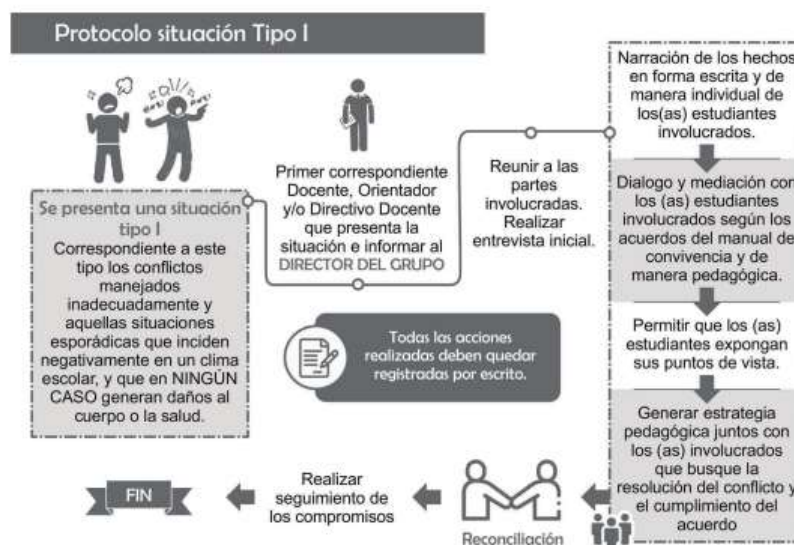 Protocolo situación Tipo I
Se presenta una situación
tipo I
Correspondiente a este
tipo los conflictos
manejados
inadecuadamente y
aquellas situaciones
esporádicas que inciden
negativamente en un clima
escolar, y que en NINGÚN
CASO generan daños al
cuerpo o la salud.
Primer correspondiente
Docente, Orientador
y/o Directivo Docente
que presenta la
situación e informar al
DIRECTOR DEL GRUPO
Reunir a las
partes
involucradas.
Realizar
entrevista inicial.
Narración de los hechos
en forma escrita y de
manera individual de
los(as) estudiantes
involucrados.
Dialogo y mediación con
los (as) estudiantes
involucrados según los
acuerdos del manual de
convivencia y de
manera pedagógica.
Permitir que los (as)
estudiantes expongan
sus puntos de vista.
Generar estrategia
pedagógica juntos con
los (as) involucrados
que busque la
resolución del conflicto y
el cumplimiento del
acuerdo
Todas las acciones
realizadas deben quedar
registradas por escrito.
Reconciliación
Realizar
seguimiento de
los compromisos
FIN